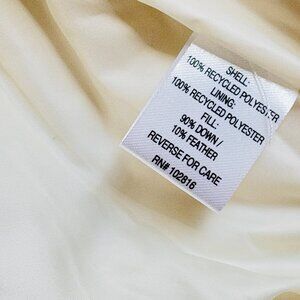 SHELL:
100% RECYCLED POLYESTER
LINING:
100% RECYCLED POLYESTER
FILL:
90% DOWN/
10% FEATHER
REVERSE FOR CARE
RN# 102816